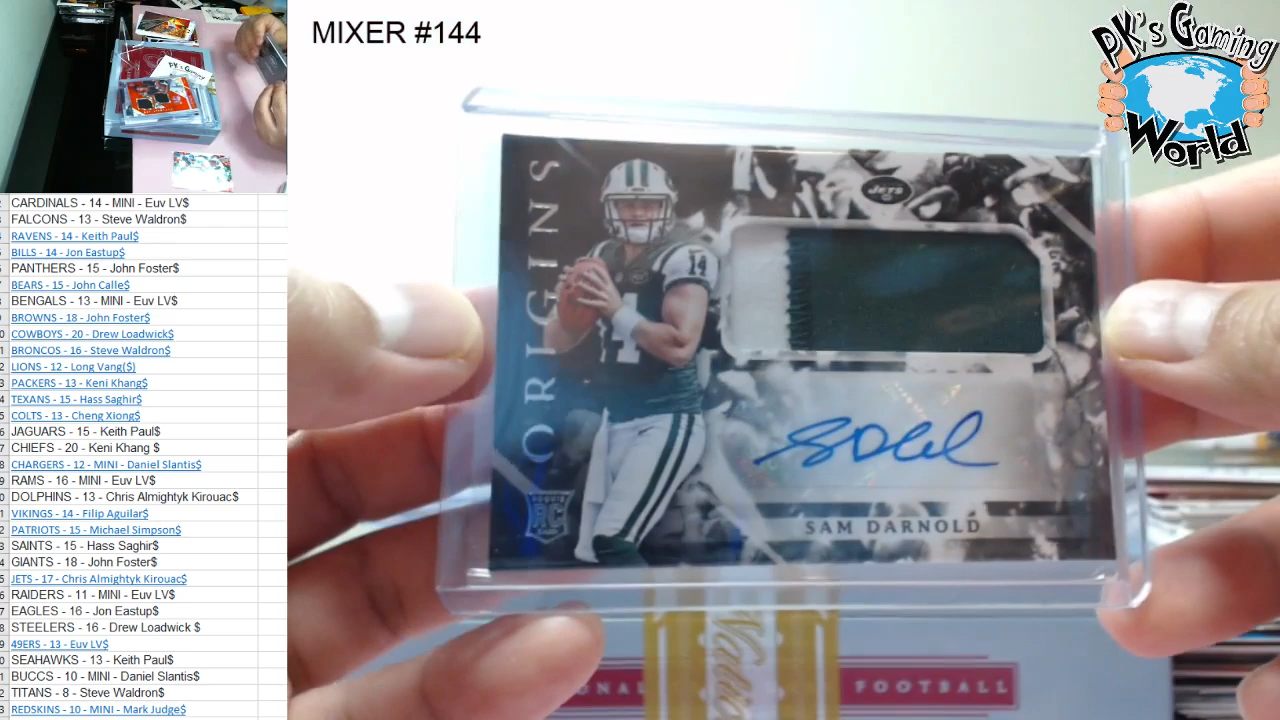 MIXER #144
PK's Gaming
World
PK's Gaming
CARDINALS - 14 - MINI - Euv LV$
FALCONS - 13 - Steve Waldron$
RAVENS - 14 - Keith Paul$
BILLS - 14 - Jon Eastup$
PANTHERS - 15 - John Foster$
BEARS - 15 - John Calle$
BENGALS - 13 - MINI - Euv LV$
BROWNS - 18 - John Foster$
COWBOYS - 20 - Drew Loadwick$
BRONCOS - 16 - Steve Waldron$
LIONS - 12 - Long Vang($)
PACKERS - 13 - Keni Khang$
TEXANS - 15 - Hass Saghir$
COLTS - 13 - Cheng Xiong$
JAGUARS - 15 - Keith Paul$
CHIEFS - 20 - Keni Khang $
CHARGERS - 12 - MINI - Daniel Slantis$
RAMS - 16 - MINI - Euv LV$
DOLPHINS - 13 - Chris Almightyk Kirouac$
VIKINGS - 14 - Filip Aguilar$
PATRIOTS - 15 - Michael Simpson$
SAINTS - 15 - Hass Saghir$
GIANTS - 18 - John Foster$
JETS - 17 - Chris Almightyk Kirouac$
RAIDERS - 11 - MINI - Euv LV$
EAGLES - 16 - Jon Eastup$
STEELERS - 16 - Drew Loadwick $
49ERS - 13 - Euv LV$
SEAHAWKS - 13 - Keith Paul$
BUCCS - 10 - MINI - Daniel Slantis$
TITANS - 8 - Steve Waldron$
REDSKINS - 10 - MINI - Mark Judge$
ORIGINS
JETS
14
RC
SAM DARNOLD
FOOTBALL